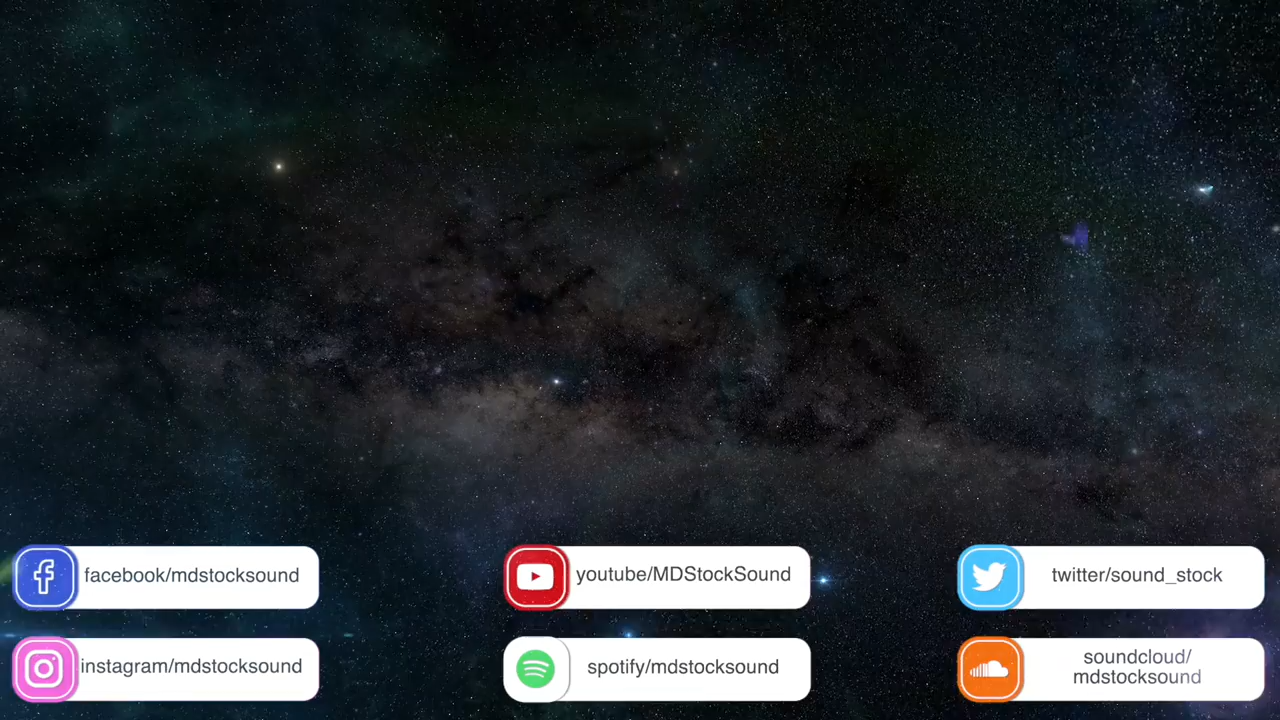 facebook/mdstocksound
youtube/MDStockSound
twitter/sound_stock
instagram/mdstocksound
spotify/mdstocksound
soundcloud/
mdstocksound